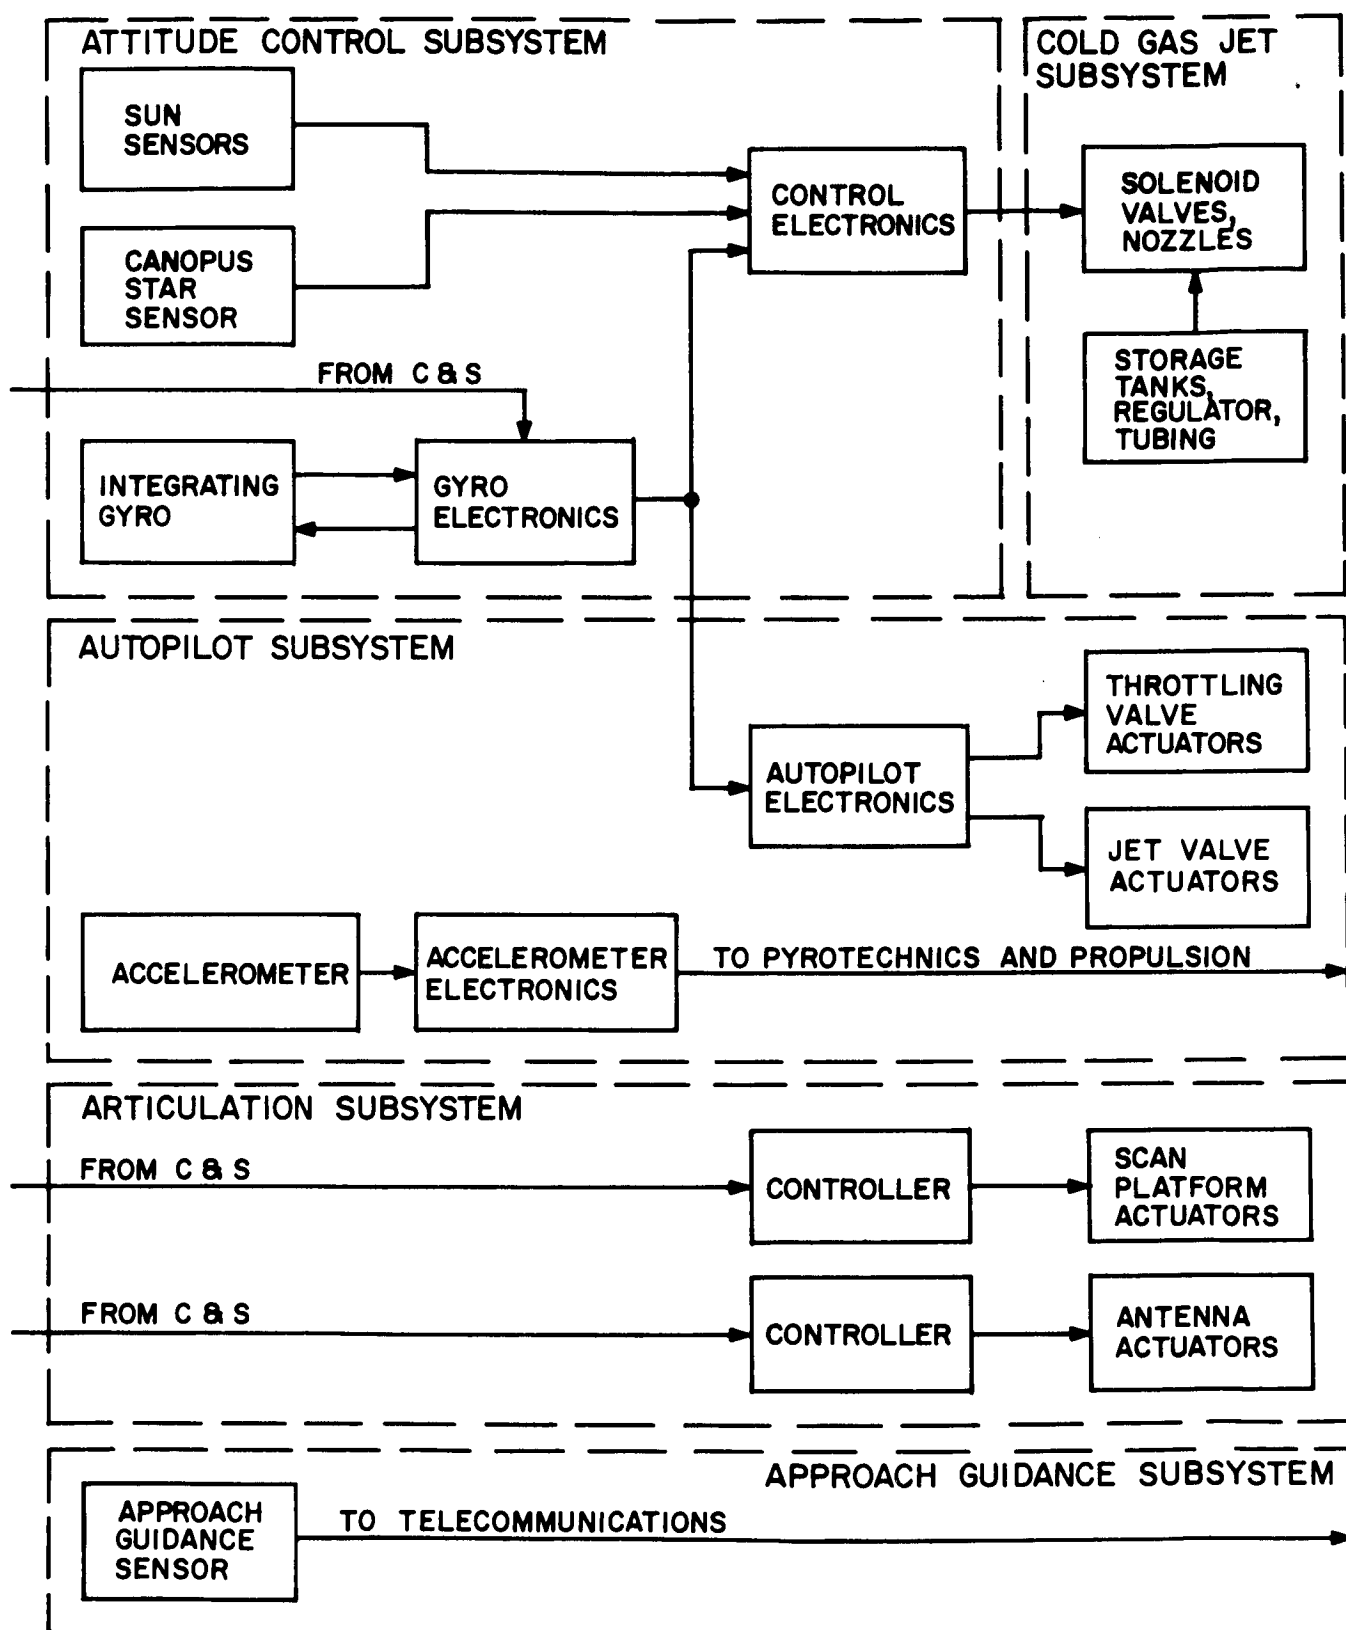 ATTITUDE CONTROL SUBSYSTEM
COLD GAS JET
SUBSYSTEM
SUN
SENSORS
CONTROL
ELECTRONICS
SOLENOID
VALVES,
NOZZLES
CANOPUS
STAR
SENSOR
STORAGE
TANKS,
REGULATOR,
TUBING
FROM C & S
INTEGRATING
GYRO
GYRO
ELECTRONICS
AUTOPILOT SUBSYSTEM
THROTTLING
VALVE
ACTUATORS
AUTOPILOT
ELECTRONICS
JET VALVE
ACTUATORS
ACCELEROMETER
ACCELEROMETER
ELECTRONICS
TO PYROTECHNICS AND PROPULSION
ARTICULATION SUBSYSTEM
FROM C & S
CONTROLLER
SCAN
PLATFORM
ACTUATORS
FROM C & S
CONTROLLER
ANTENNA
ACTUATORS
APPROACH GUIDANCE SUBSYSTEM
APPROACH
GUIDANCE
SENSOR
TO TELECOMMUNICATIONS